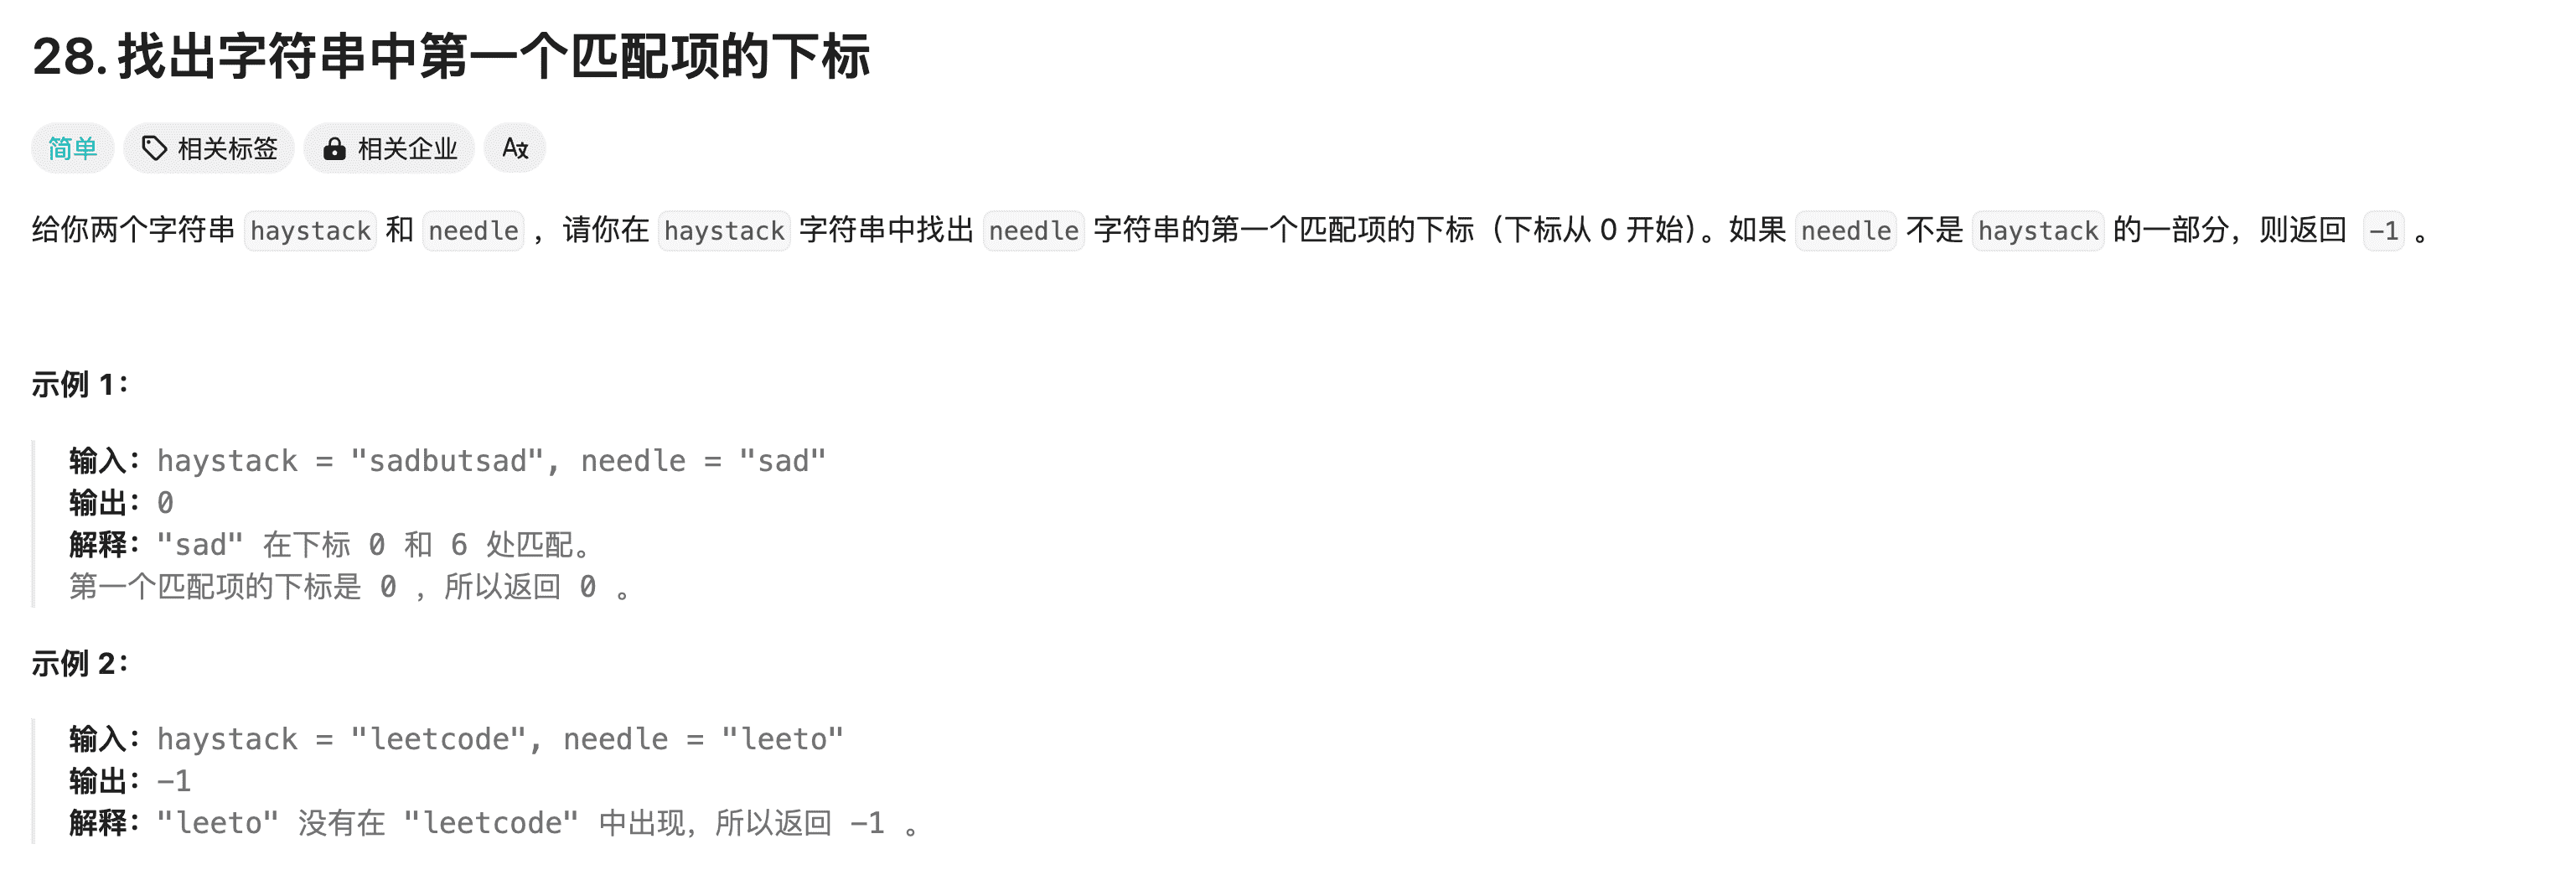 28. 找出字符串中第一个匹配项的下标
简单 相关标签 相关企业 A文
给你两个字符串 haystack 和 needle ，请你在 haystack 字符串中找出 needle 字符串的第一个匹配项的下标（下标从 0 开始）。如果 needle 不是 haystack 的一部分，则返回 -1 。
示例 1：
输入：haystack = "sadbutsad", needle = "sad"
输出：0
解释："sad" 在下标 0 和 6 处匹配。
第一个匹配项的下标是 0 ，所以返回 0 。
示例 2：
输入：haystack = "leetcode", needle = "leeto"
输出：-1
解释："leeto" 没有在 "leetcode" 中出现，所以返回 -1 。